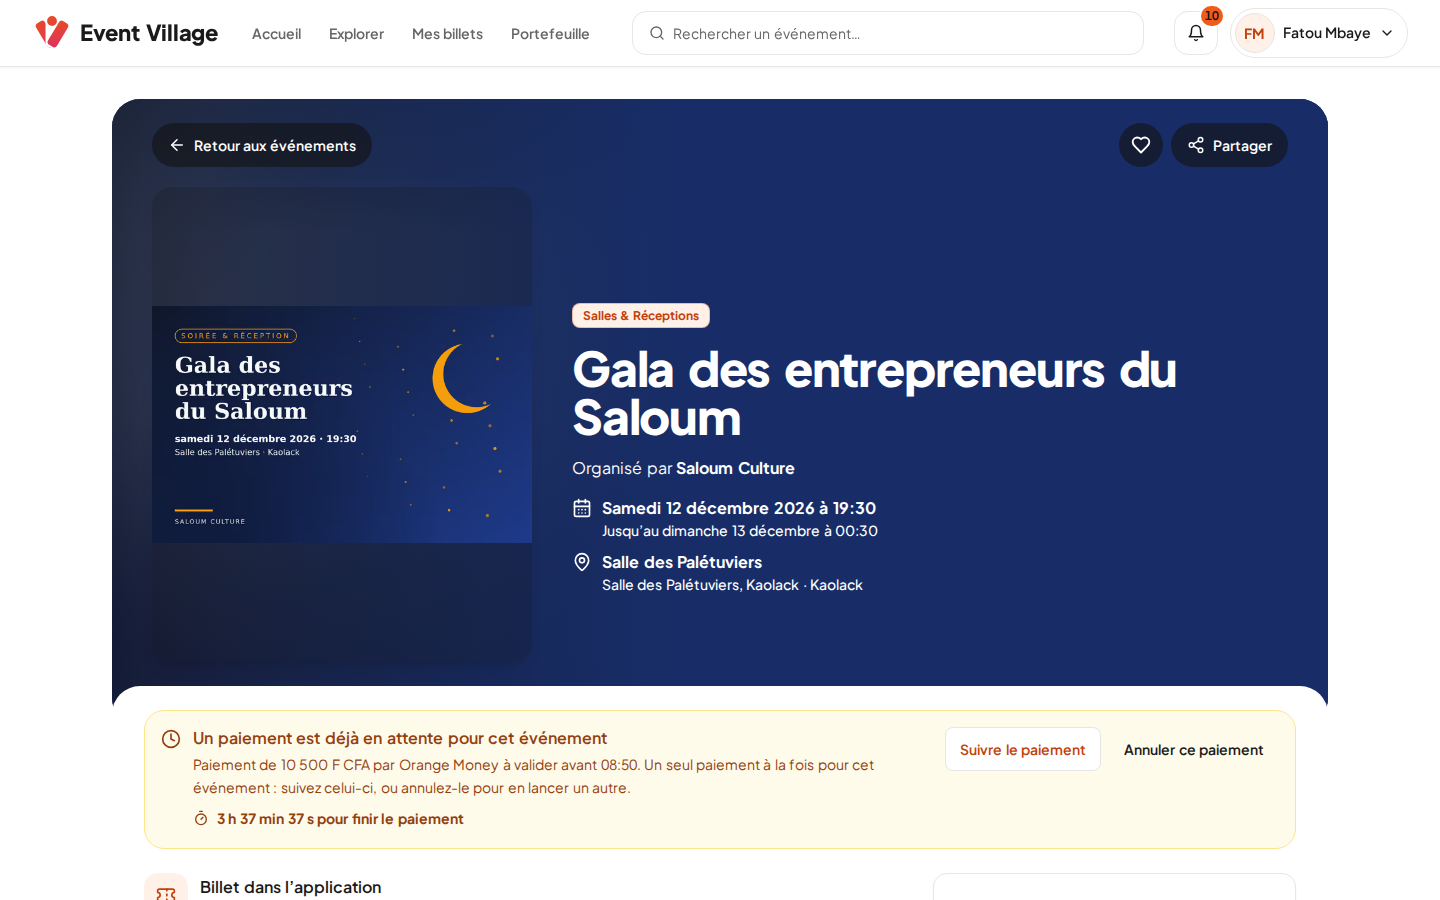 Event Village
Accueil
Explorer
Mes billets
Portefeuille
Rechercher un événement…
10
FM
Fatou Mbaye
Retour aux événements
Partager
SOIRÉE & RÉCEPTION
Gala des
entrepreneurs
du Saloum
samedi 12 décembre 2026 · 19:30
Salle des Palétuviers · Kaolack
SALOUM CULTURE
Salles & Réceptions
Gala des entrepreneurs du
Saloum
Organisé par Saloum Culture
Samedi 12 décembre 2026 à 19:30
Jusqu’au dimanche 13 décembre à 00:30
Salle des Palétuviers
Salle des Palétuviers, Kaolack · Kaolack
Un paiement est déjà en attente pour cet événement
Paiement de 10 500 F CFA par Orange Money à valider avant 08:50. Un seul paiement à la fois pour cet
événement : suivez celui-ci, ou annulez-le pour en lancer un autre.
3 h 37 min 37 s pour finir le paiement
Suivre le paiement
Annuler ce paiement
Billet dans l’application